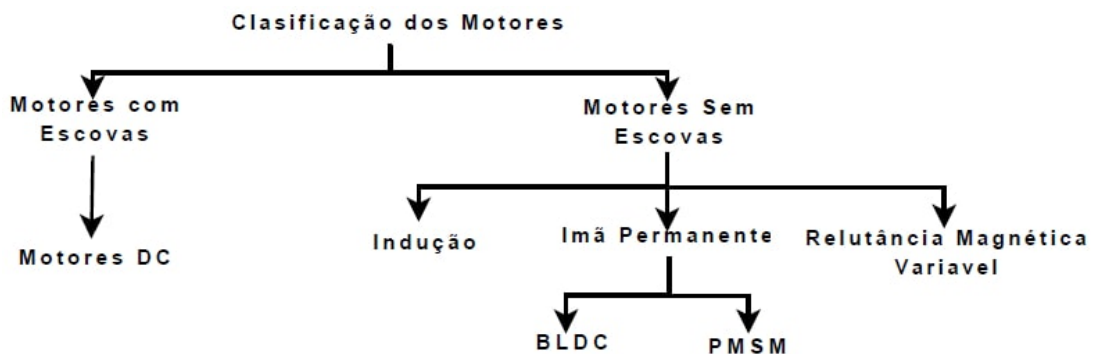 Clasificação dos Motores
Motores com
Escovas
Motores Sem
Escovas
Motores DC
Indução
Imã Permanente
Relutância Magnética
Variavel
BLDC
PMSM